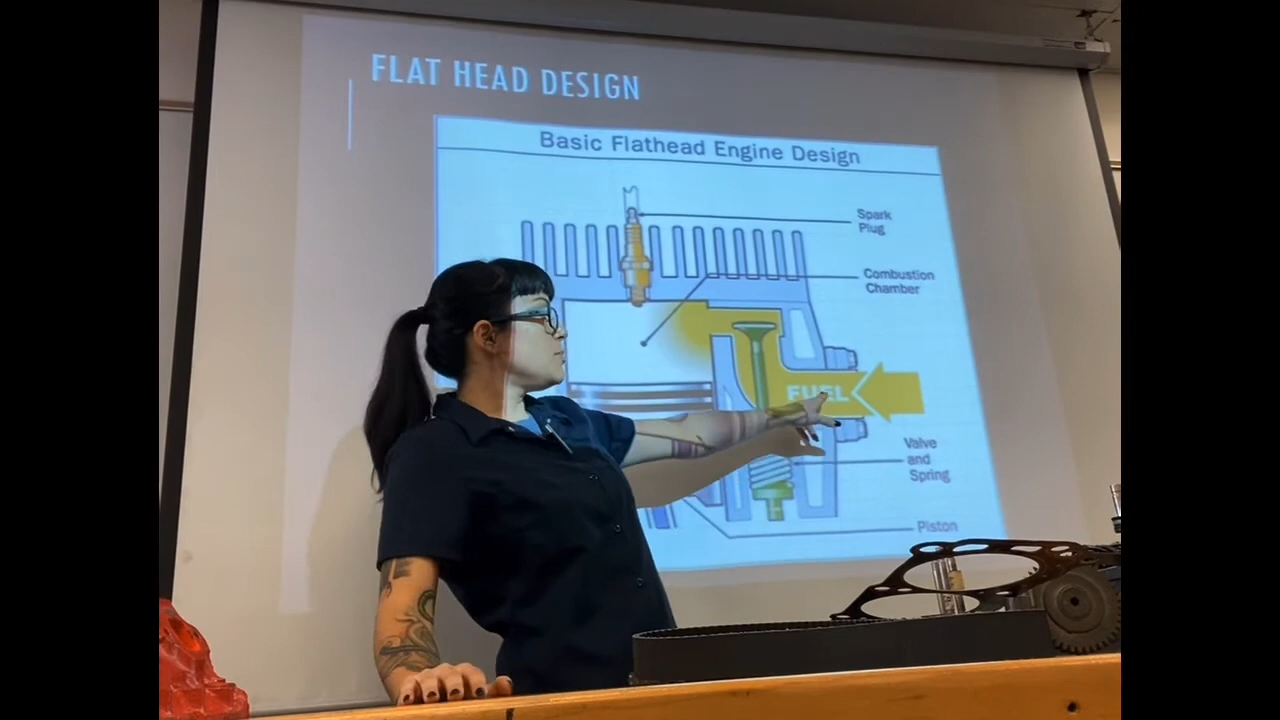 FLAT HEAD DESIGN
Basic Flathead Engine Design
Spark
Plug
Combustion
Chamber
FUEL
Valve
and
Spring
Piston